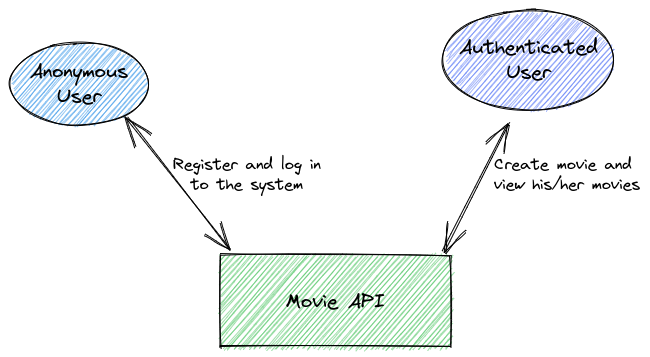 Anonymous
User
Authenticated
User
Register and log in
to the system
Create movie and
view his/her movies
Movie API